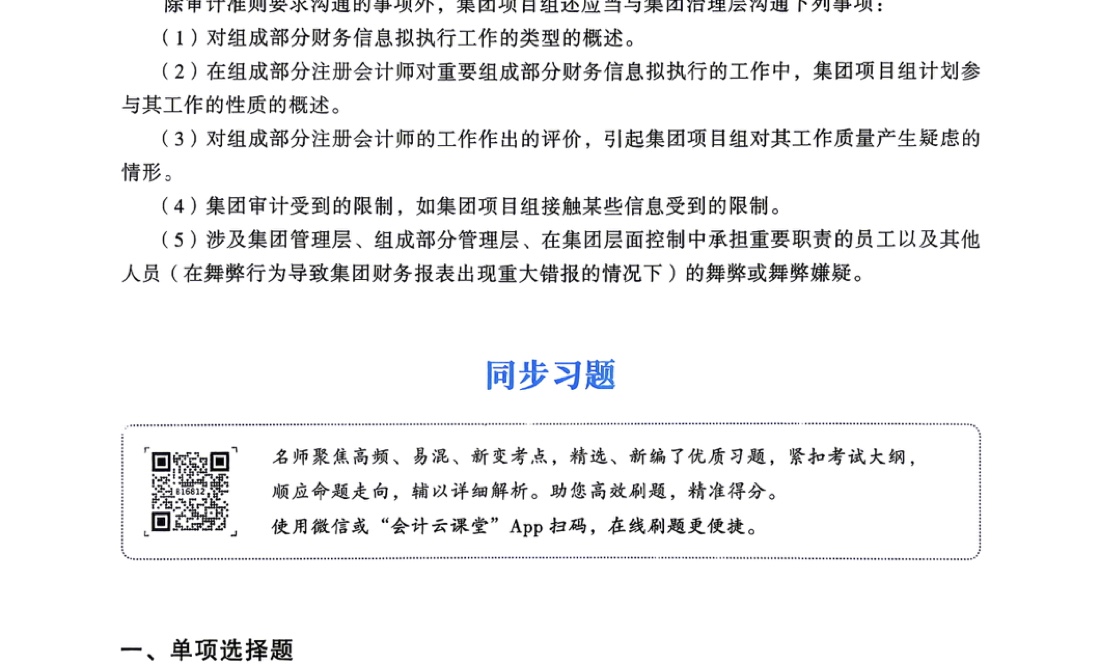 除审计准则要求沟通的事项外，集团项目组还应当与集团治理层沟通下列事项：
（1）对组成部分财务信息拟执行工作的类型的概述。
（2）在组成部分注册会计师对重要组成部分财务信息拟执行的工作中，集团项目组计划参
与其工作的性质的概述。
（3）对组成部分注册会计师的工作作出的评价，引起集团项目组对其工作质量产生疑虑的
情形。
（4）集团审计受到的限制，如集团项目组接触某些信息受到的限制。
（5）涉及集团管理层、组成部分管理层、在集团层面控制中承担重要职责的员工以及其他
人员（在舞弊行为导致集团财务报表出现重大错报的情况下）的舞弊或舞弊嫌疑。
同步习题
名师聚焦高频、易混、新变考点，精选、新编了优质习题，紧扣考试大纲，
816812
顺应命题走向，辅以详细解析。助您高效刷题，精准得分。
使用微信或“会计云课堂”App 扫码，在线刷题更便捷。
一、单项选择题